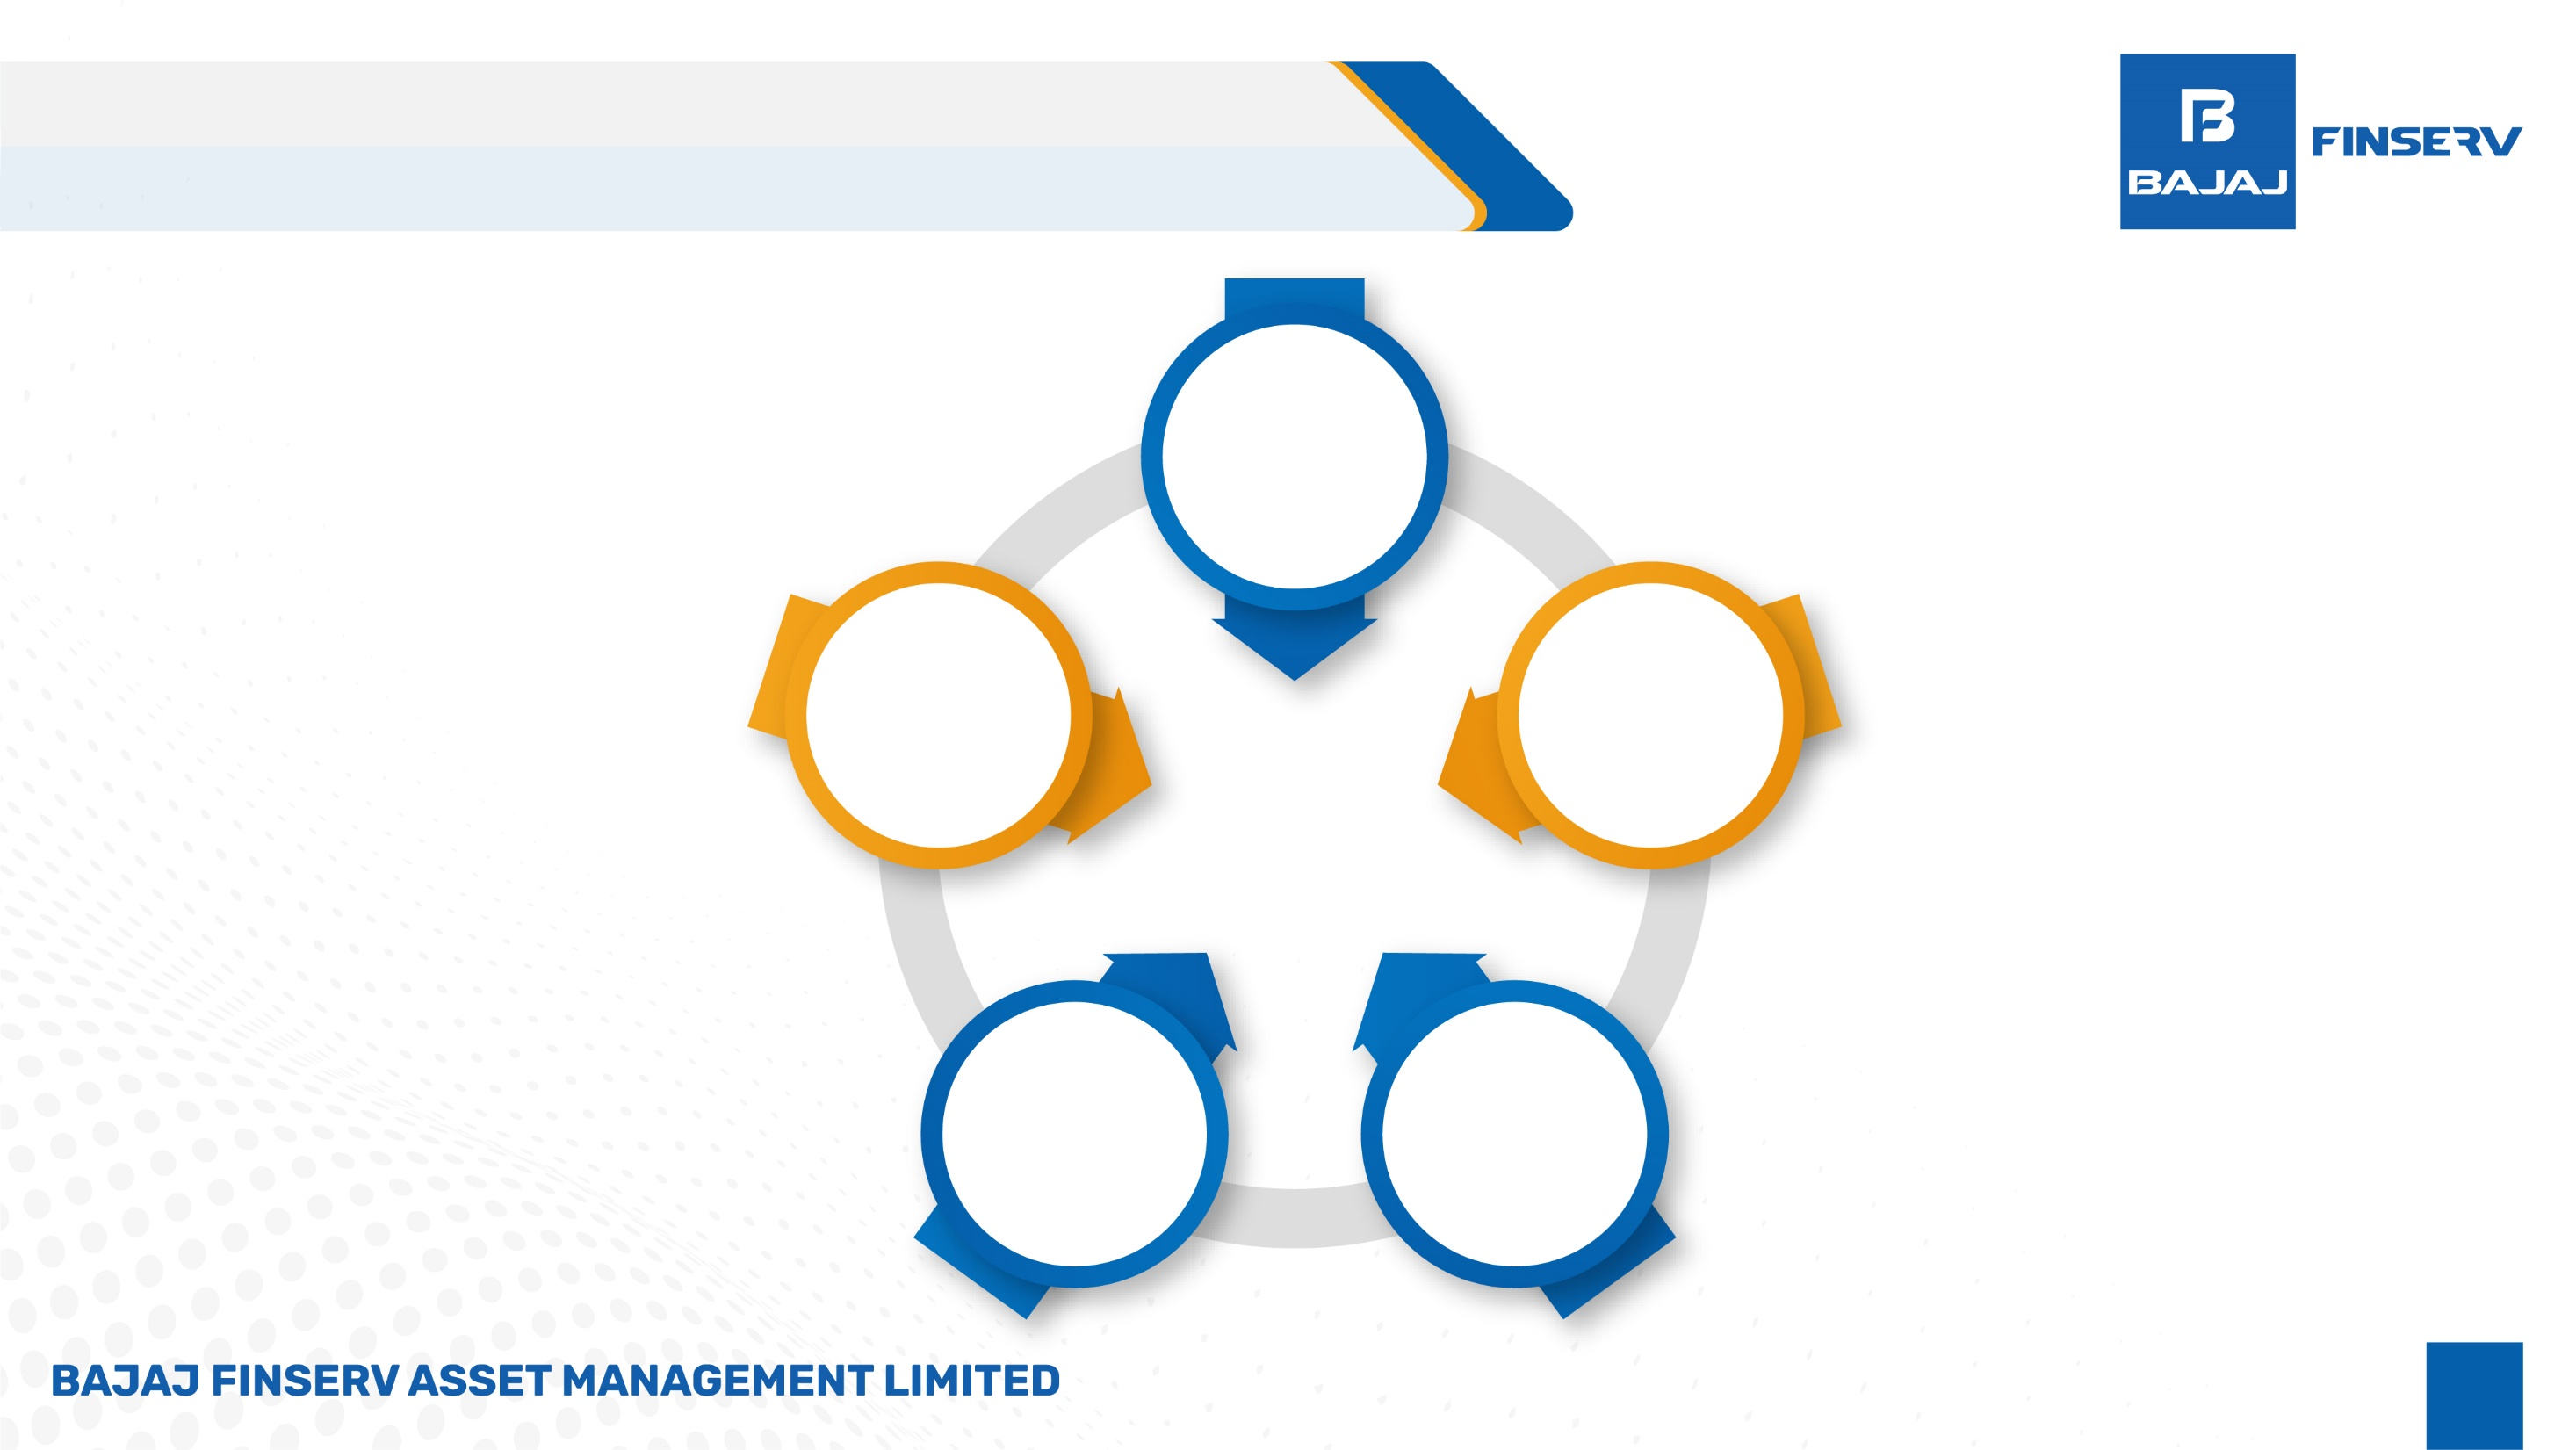 BAJAJ
FINSERV
BAJAJ FINSERV ASSET MANAGEMENT LIMITED